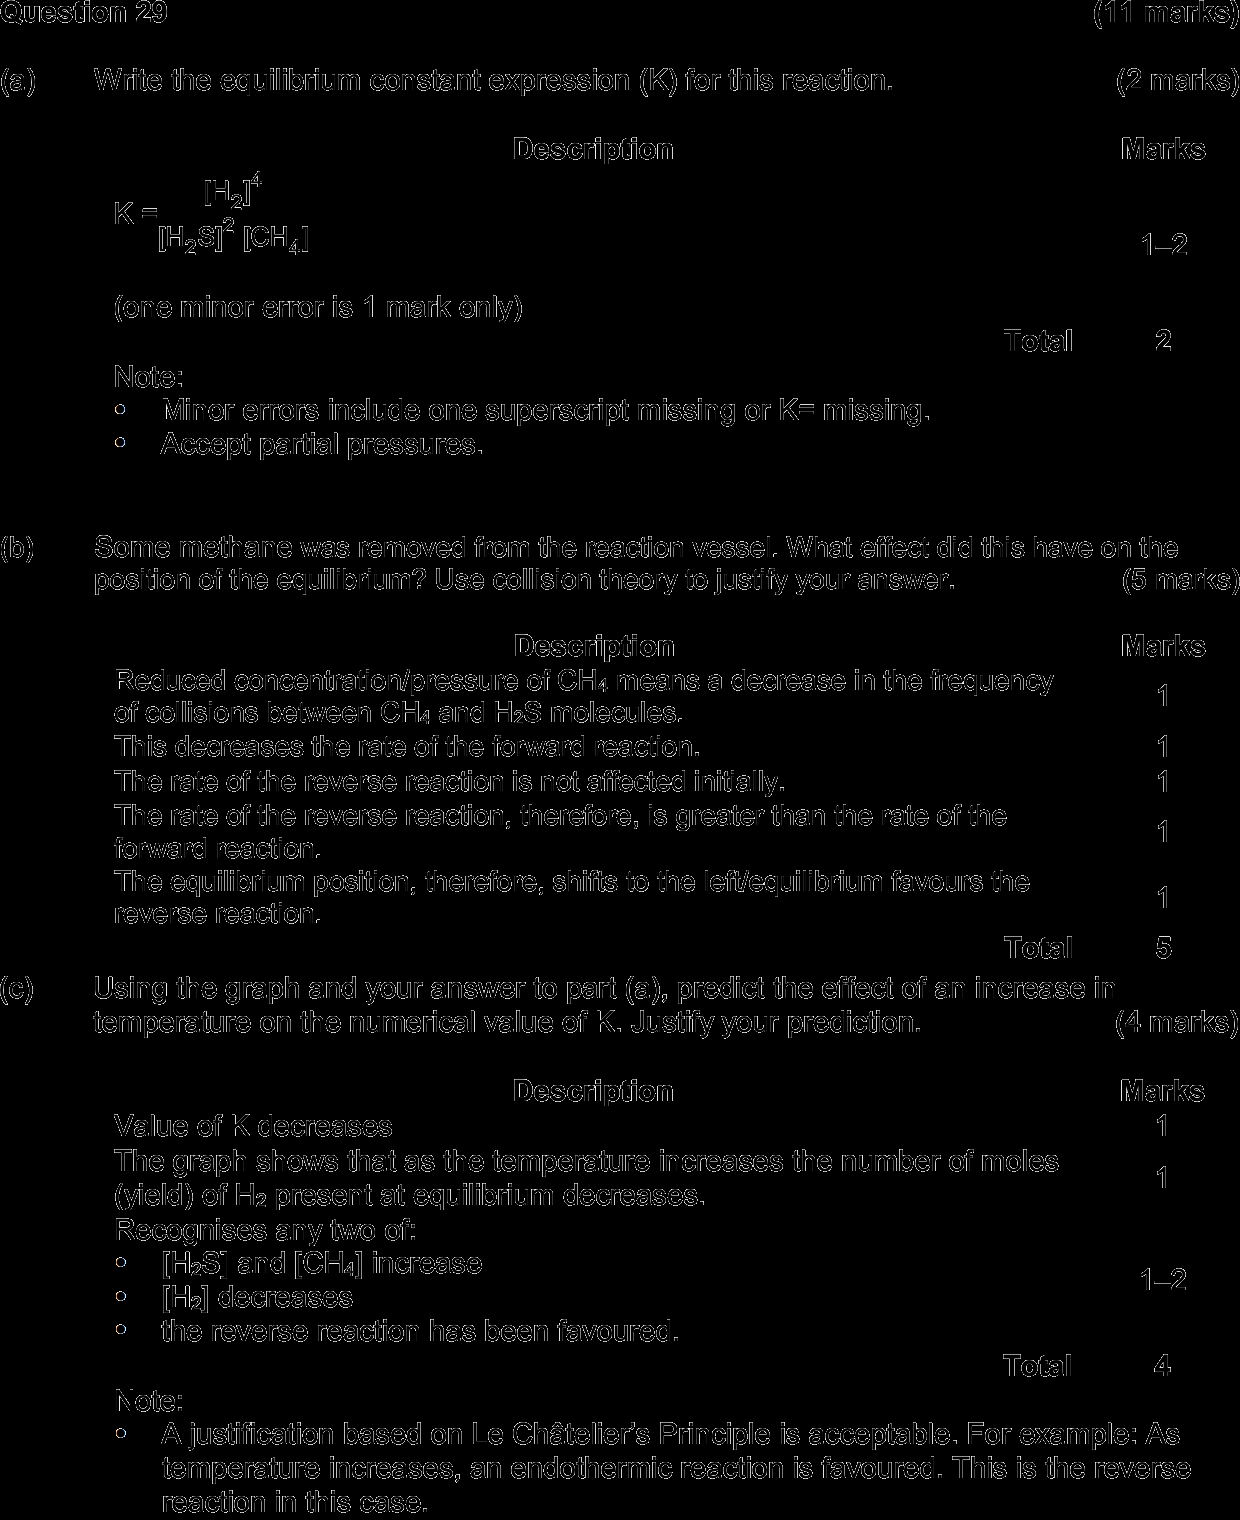 Question 29 (11 marks)
(a) Write the equilibrium constant expression (K) for this reaction. (2 marks)
Description Marks
K = [H₂]⁴
[H₂S]² [CH₄]
1–2
(one minor error is 1 mark only)
Total 2
Note:
• Minor errors include one superscript missing or K= missing.
• Accept partial pressures.
(b) Some methane was removed from the reaction vessel. What effect did this have on the
position of the equilibrium? Use collision theory to justify your answer. (5 marks)
Description Marks
Reduced concentration/pressure of CH₄ means a decrease in the frequency
of collisions between CH₄ and H₂S molecules. 1
This decreases the rate of the forward reaction. 1
The rate of the reverse reaction is not affected initially. 1
The rate of the reverse reaction, therefore, is greater than the rate of the
forward reaction. 1
The equilibrium position, therefore, shifts to the left/equilibrium favours the
reverse reaction. 1
Total 5
(c) Using the graph and your answer to part (a), predict the effect of an increase in
temperature on the numerical value of K. Justify your prediction. (4 marks)
Description Marks
Value of K decreases 1
The graph shows that as the temperature increases the number of moles
(yield) of H₂ present at equilibrium decreases. 1
Recognises any two of:
• [H₂S] and [CH₄] increase
• [H₂] decreases
1–2
• the reverse reaction has been favoured.
Total 4
Note:
• A justification based on Le Châtelier's Principle is acceptable. For example: As
temperature increases, an endothermic reaction is favoured. This is the reverse
reaction in this case.